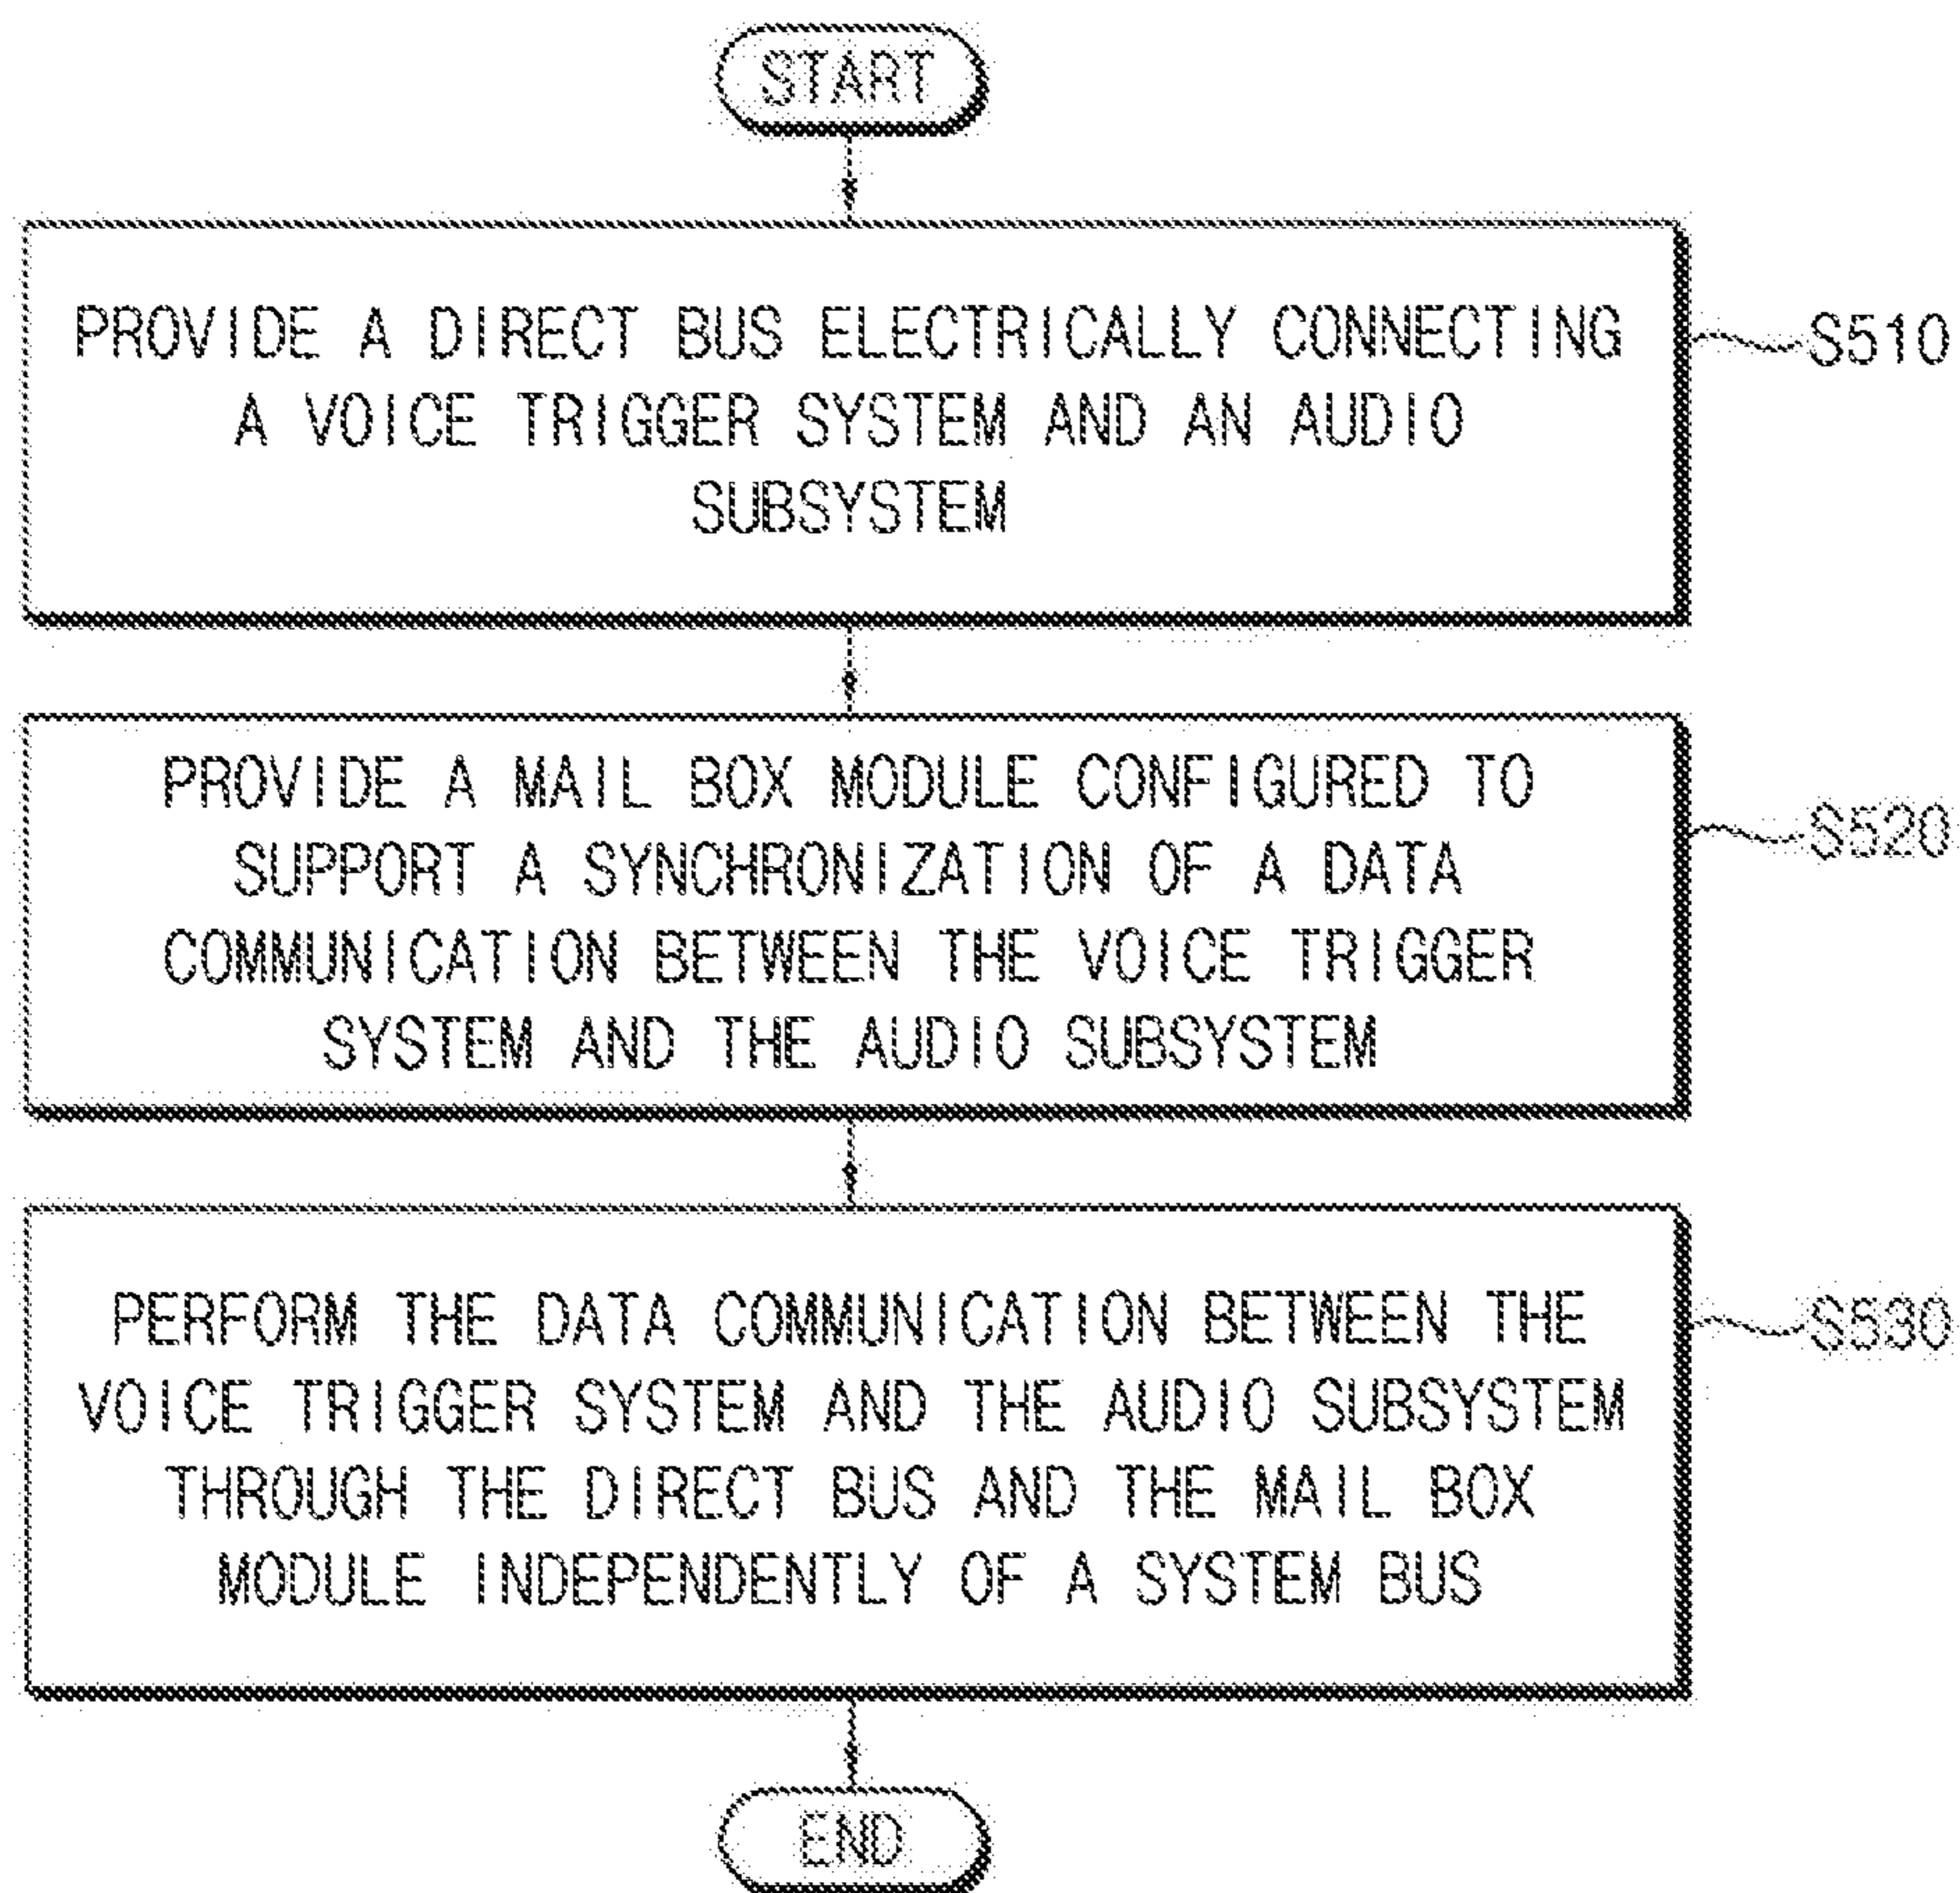 START
PROVIDE A DIRECT BUS ELECTRICALLY CONNECTING
A VOICE TRIGGER SYSTEM AND AN AUDIO
SUBSYSTEM
S510
PROVIDE A MAIL BOX MODULE CONFIGURED TO
SUPPORT A SYNCHRONIZATION OF A DATA
COMMUNICATION BETWEEN THE VOICE TRIGGER
SYSTEM AND THE AUDIO SUBSYSTEM
S520
PERFORM THE DATA COMMUNICATION BETWEEN THE
VOICE TRIGGER SYSTEM AND THE AUDIO SUBSYSTEM
THROUGH THE DIRECT BUS AND THE MAIL BOX
MODULE INDEPENDENTLY OF A SYSTEM BUS
S530
END